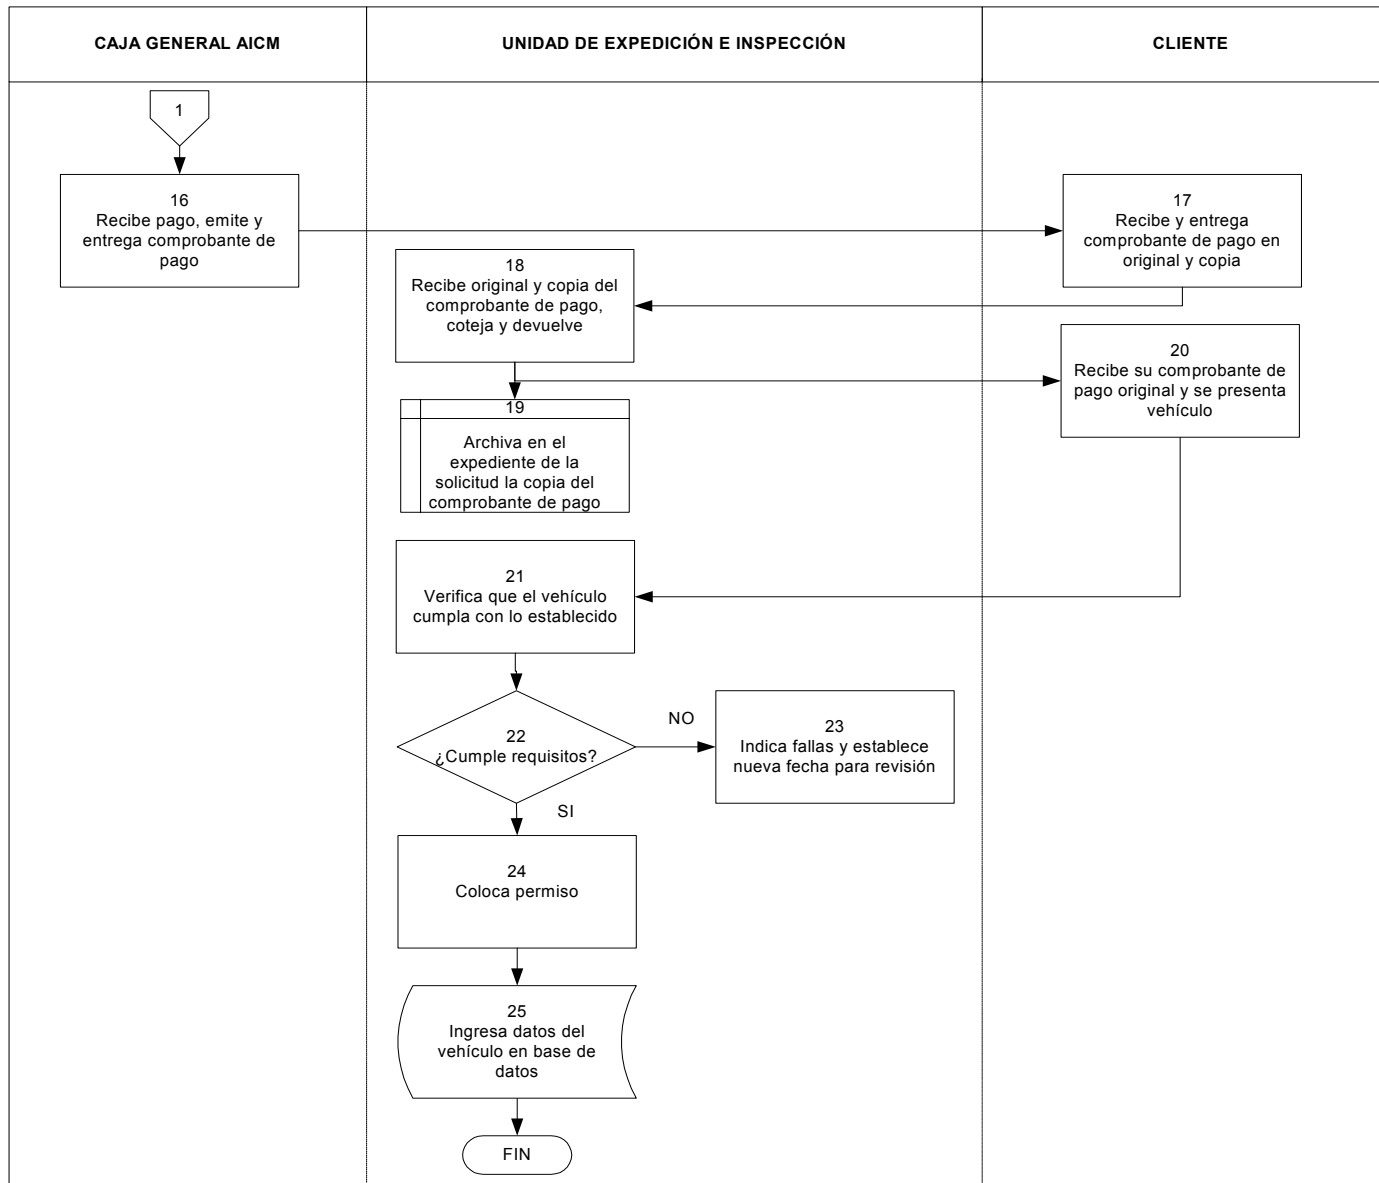 CAJA GENERAL AICM
UNIDAD DE EXPEDICIÓN E INSPECCIÓN
CLIENTE
1
16
Recibe pago, emite y
entrega comprobante de
pago
17
Recibe y entrega
comprobante de pago en
original y copia
18
Recibe original y copia del
comprobante de pago,
coteja y devuelve
19
Archiva en el
expediente de la
solicitud la copia del
comprobante de pago
20
Recibe su comprobante de
pago original y se presenta
vehículo
21
Verifica que el vehículo
cumpla con lo establecido
22
¿Cumple requisitos?
NO
23
Indica fallas y establece
nueva fecha para revisión
SI
24
Coloca permiso
25
Ingresa datos del
vehículo en base de
datos
FIN